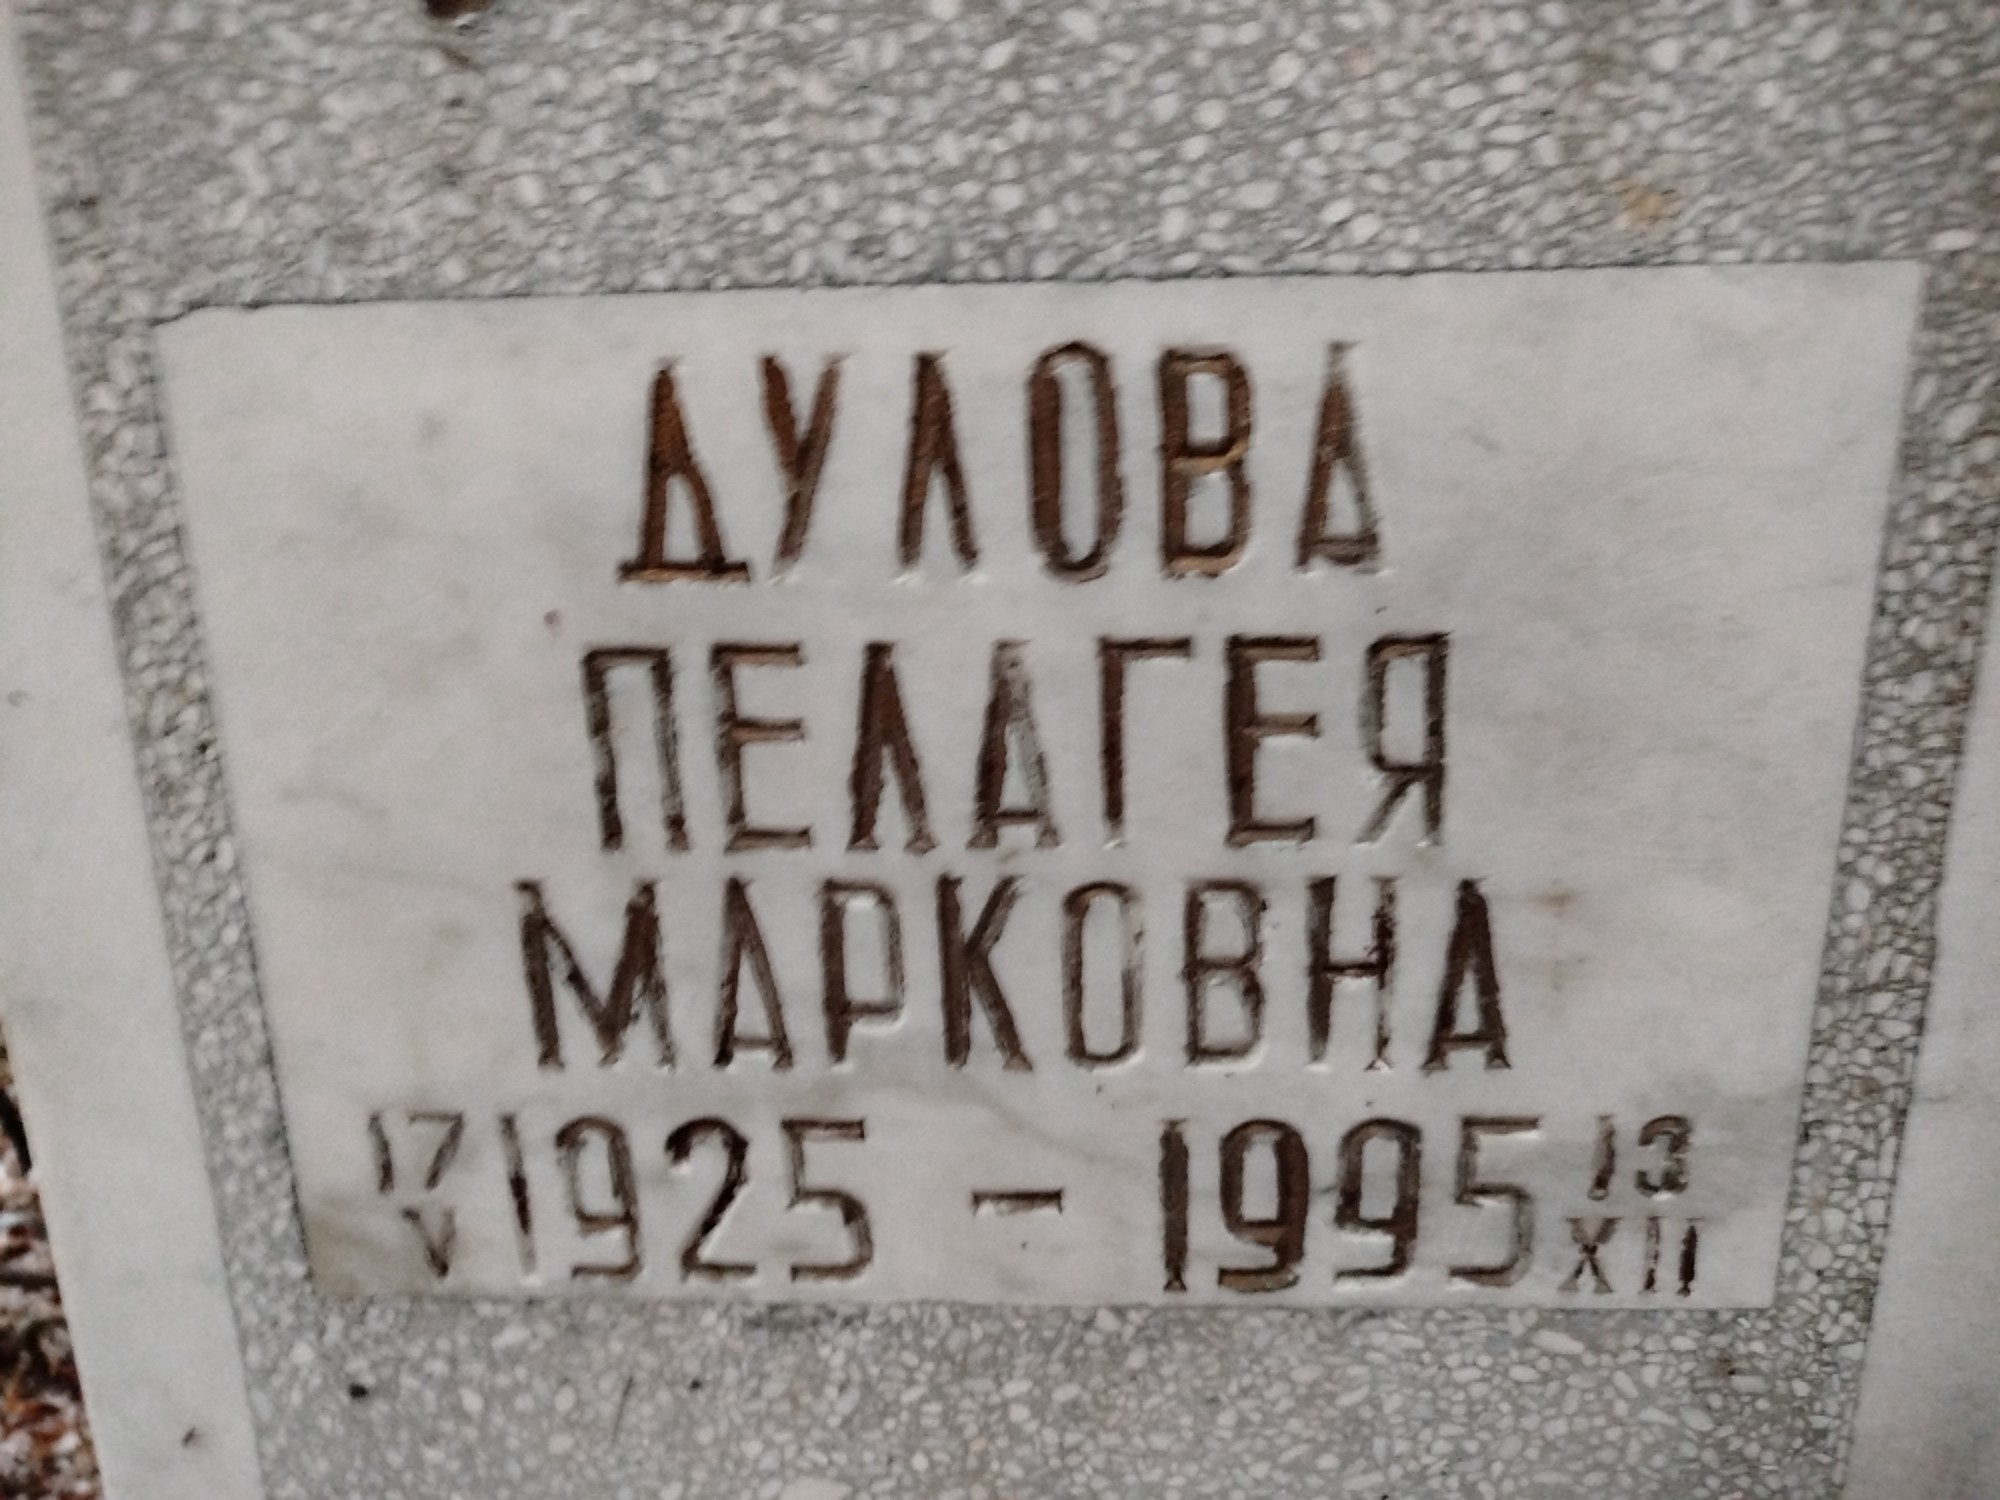 ДУЛОВА
ПЕЛАГЕЯ
МАРКОВНА
17/V 1925 – 1995 13/XII